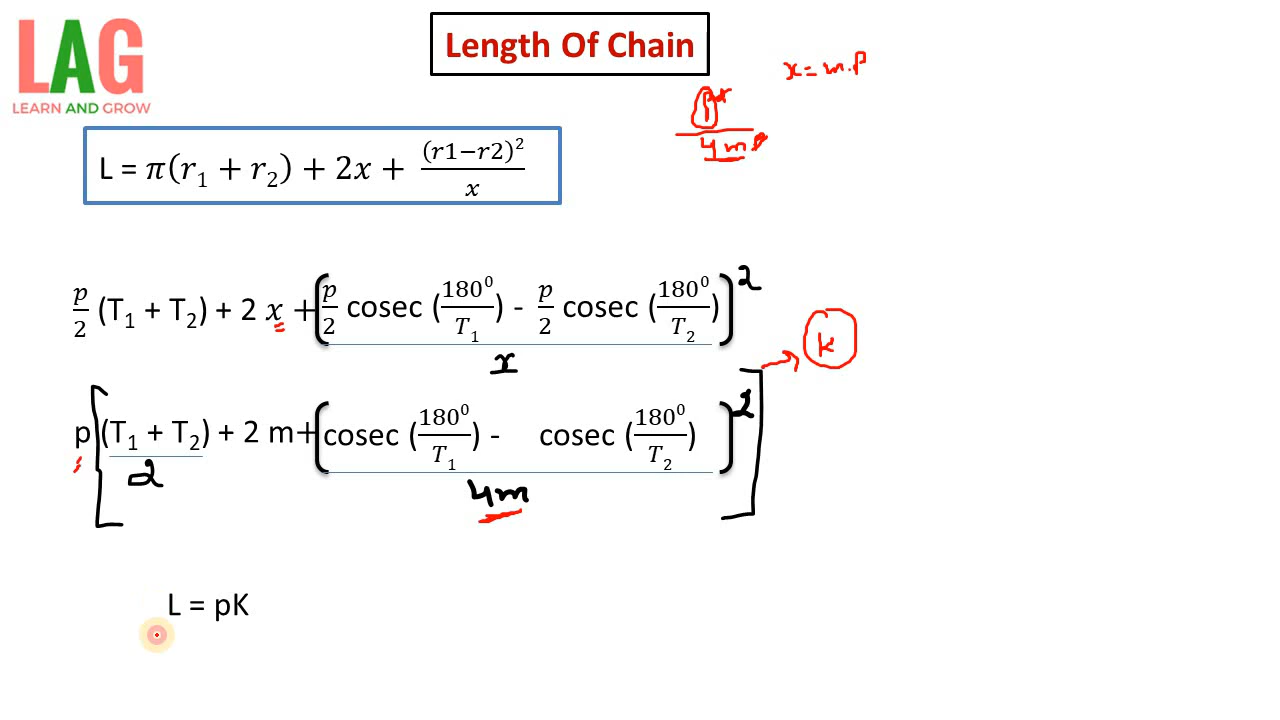 LAG
LEARN AND GROW
Length Of Chain
x = m.p
p²
4mp
L = π(r₁ + r₂) + 2x + (r1−r2)²/x
p/2 (T₁ + T₂) + 2 x + [p/2 cosec (180⁰/T₁) - p/2 cosec (180⁰/T₂)]²
x
k
p[(T₁ + T₂) + 2 m+[cosec (180⁰/T₁) - cosec (180⁰/T₂)]²]
2
4m
L = pK